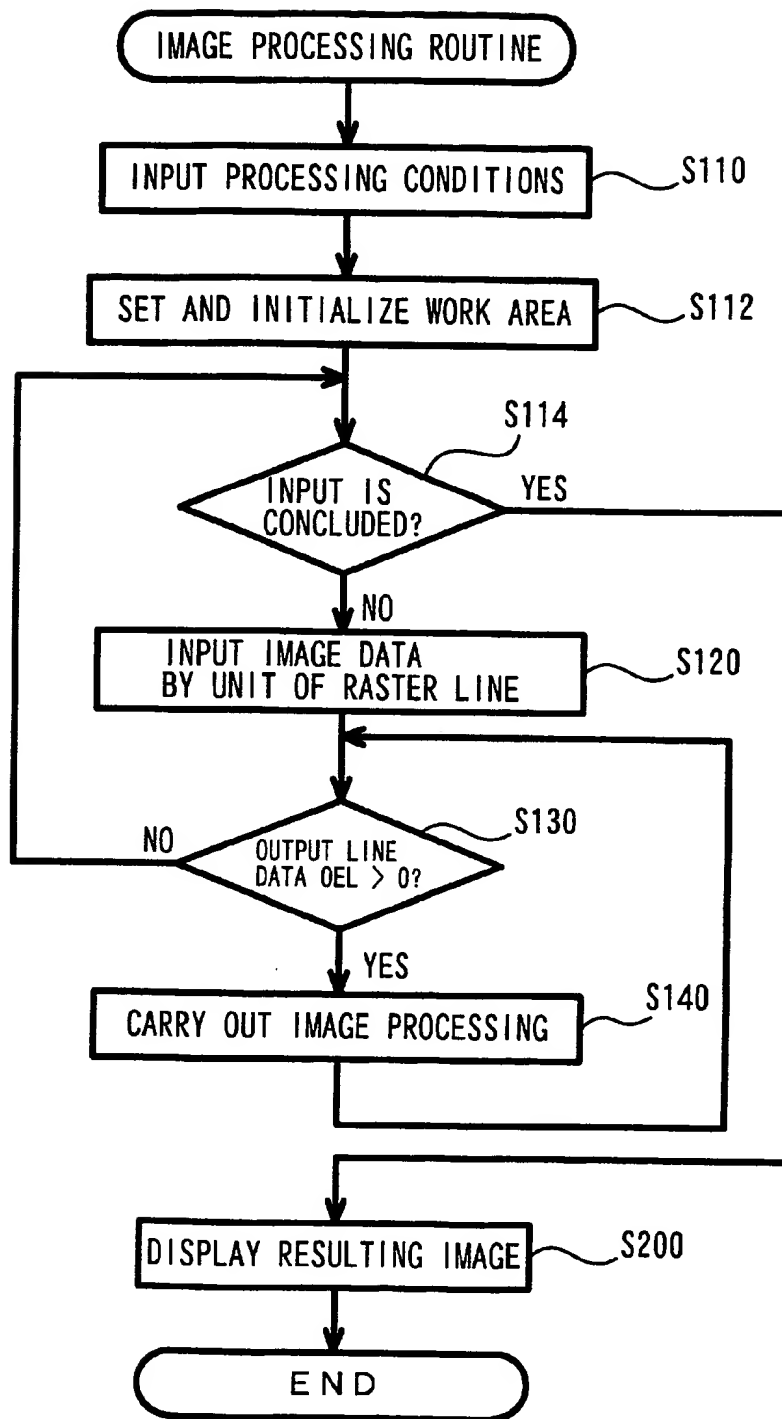 IMAGE PROCESSING ROUTINE
INPUT PROCESSING CONDITIONS
S110
SET AND INITIALIZE WORK AREA
S112
S114
INPUT IS
CONCLUDED?
YES
NO
INPUT IMAGE DATA
BY UNIT OF RASTER LINE
S120
S130
NO
OUTPUT LINE
DATA OEL > 0?
YES
CARRY OUT IMAGE PROCESSING
S140
DISPLAY RESULTING IMAGE
S200
END